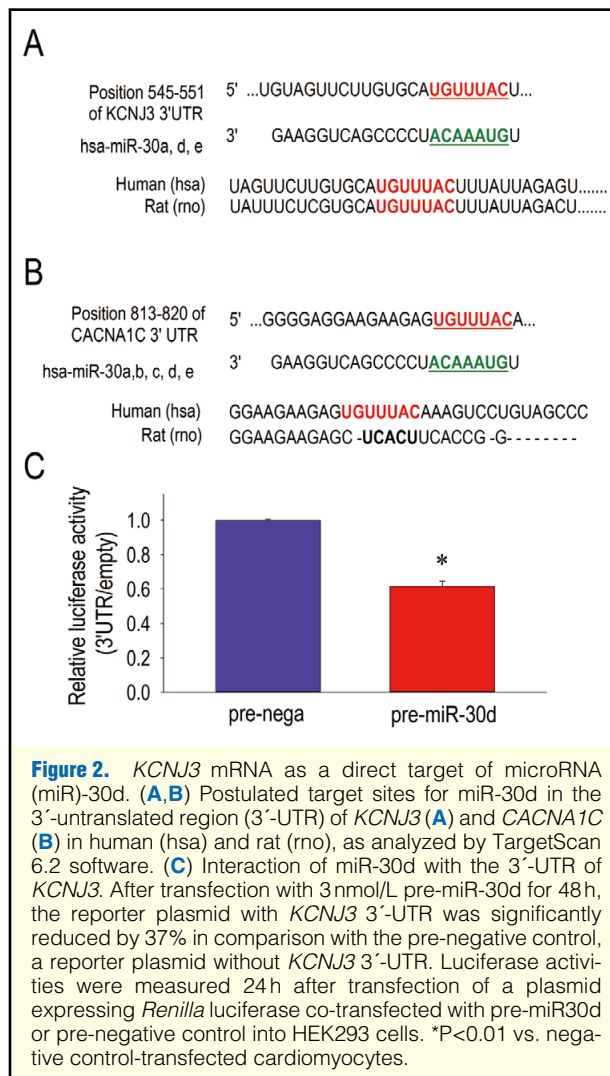 A
Position 545-551 of KCNJ3 3'UTR 5' ...UGUAGUUCUUGUGCAUGUUUACU...
hsa-miR-30a, d, e 3' GAAGGUCAGCCCCUACAAAUGU
Human (hsa) UAGUUCUUGUGCAUGUUUACUUUAUUAGAGU.......
Rat (rno) UAUUUCUCGUGCAUGUUUACUUUAUUAGACU.......
B
Position 813-820 of CACNA1C 3' UTR 5' ...GGGGAGGAAGAAGAGUGUUUACA...
hsa-miR-30a,b, c, d, e 3' GAAGGUCAGCCCCUACAAAUGU
Human (hsa) GGAAGAAGAGUGUUUACAAAGUCCUGUAGCCC
Rat (rno) GGAAGAAGAGC -UCACUUCACCG -G--------
C
Relative luciferase activity
(3'UTR/empty)
1.0
0.8
0.6
0.4
0.2
0.0
*
pre-nega pre-miR-30d
Figure 2. KCNJ3 mRNA as a direct target of microRNA
(miR)-30d. (A,B) Postulated target sites for miR-30d in the
3´-untranslated region (3´-UTR) of KCNJ3 (A) and CACNA1C
(B) in human (hsa) and rat (rno), as analyzed by TargetScan
6.2 software. (C) Interaction of miR-30d with the 3´-UTR of
KCNJ3. After transfection with 3 nmol/L pre-miR-30d for 48 h,
the reporter plasmid with KCNJ3 3´-UTR was significantly
reduced by 37% in comparison with the pre-negative control,
a reporter plasmid without KCNJ3 3´-UTR. Luciferase activi-
ties were measured 24 h after transfection of a plasmid
expressing Renilla luciferase co-transfected with pre-miR30d
or pre-negative control into HEK293 cells. *P<0.01 vs. nega-
tive control-transfected cardiomyocytes.